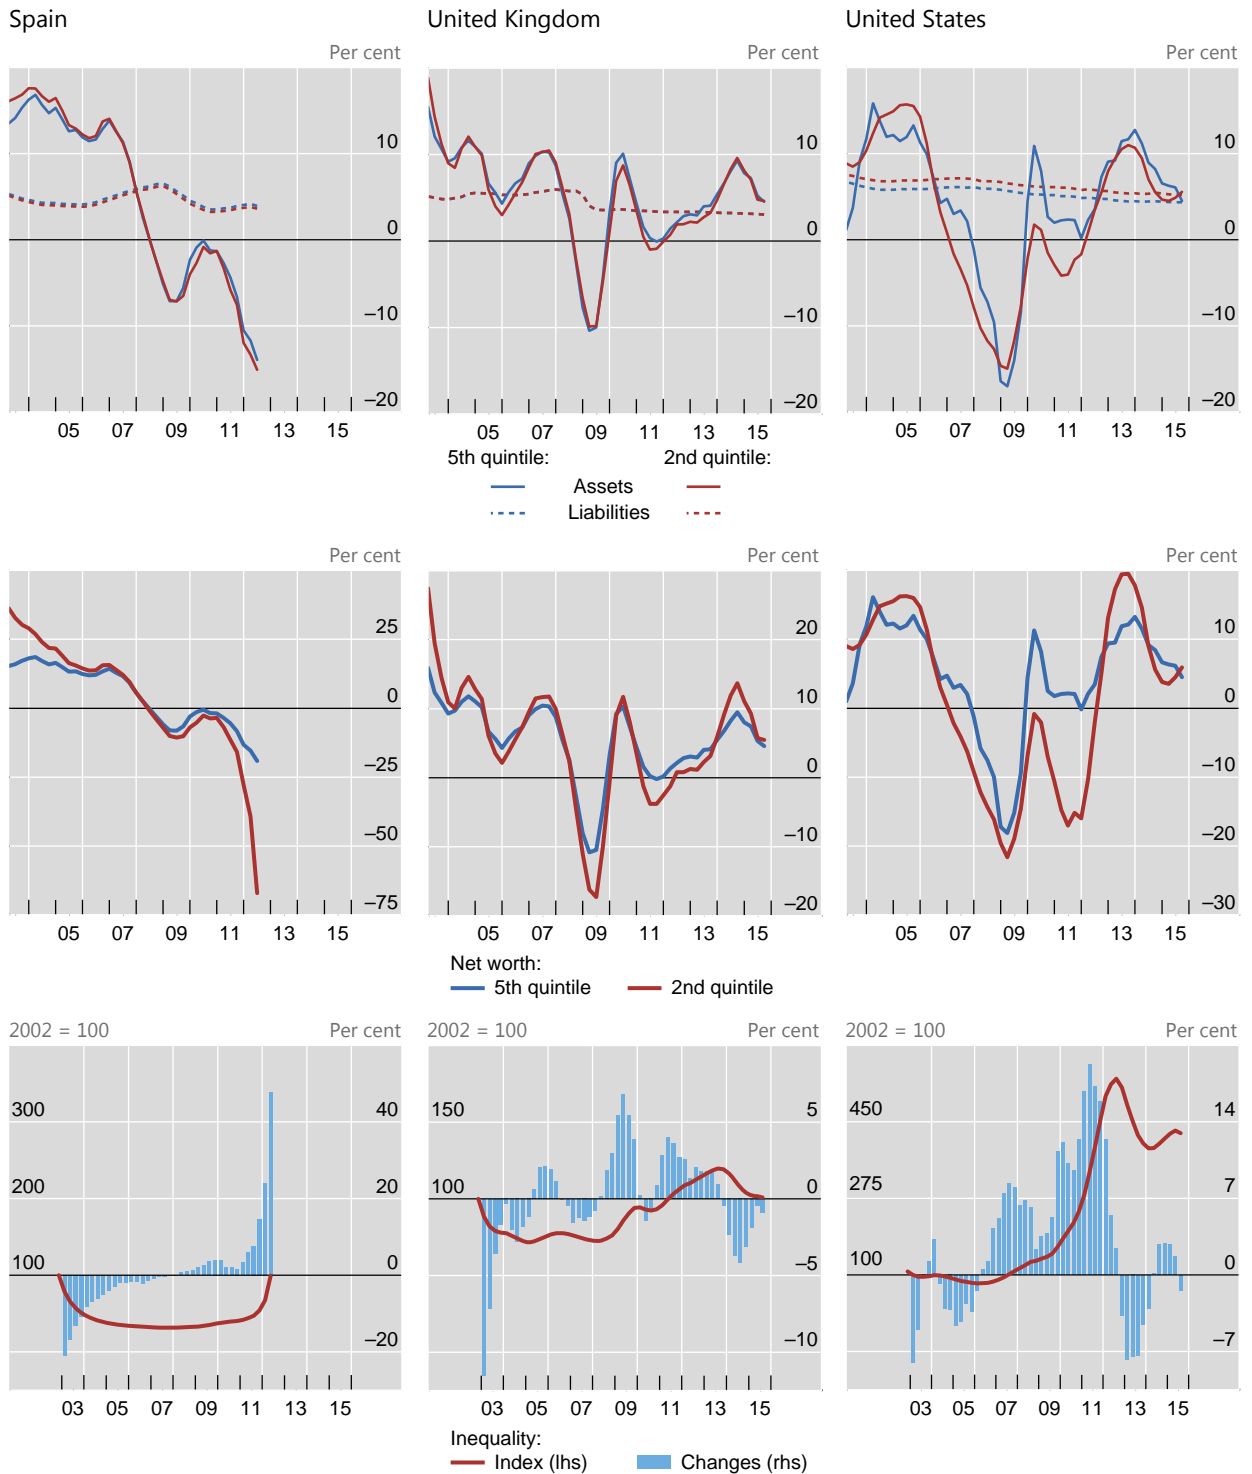 Spain United Kingdom United States
Per cent Per cent Per cent
10 10 10
0 0 0
–10 –10 –10
–20 –20 –20
05 07 09 11 13 15 05 07 09 11 13 15 05 07 09 11 13 15
5th quintile: 2nd quintile:
Assets
Liabilities
Per cent Per cent Per cent
25 20 10
0 10 0
–25 0 –10
–50 –10 –20
–75 –20 –30
05 07 09 11 13 15 05 07 09 11 13 15 05 07 09 11 13 15
Net worth:
5th quintile 2nd quintile
2002 = 100 Per cent 2002 = 100 Per cent 2002 = 100 Per cent
300 40 150 5 450 14
200 20 100 0 275 7
100 0 –5 100 0
–20 –10 –7
03 05 07 09 11 13 15 03 05 07 09 11 13 15 03 05 07 09 11 13 15
Inequality:
Index (lhs) Changes (rhs)